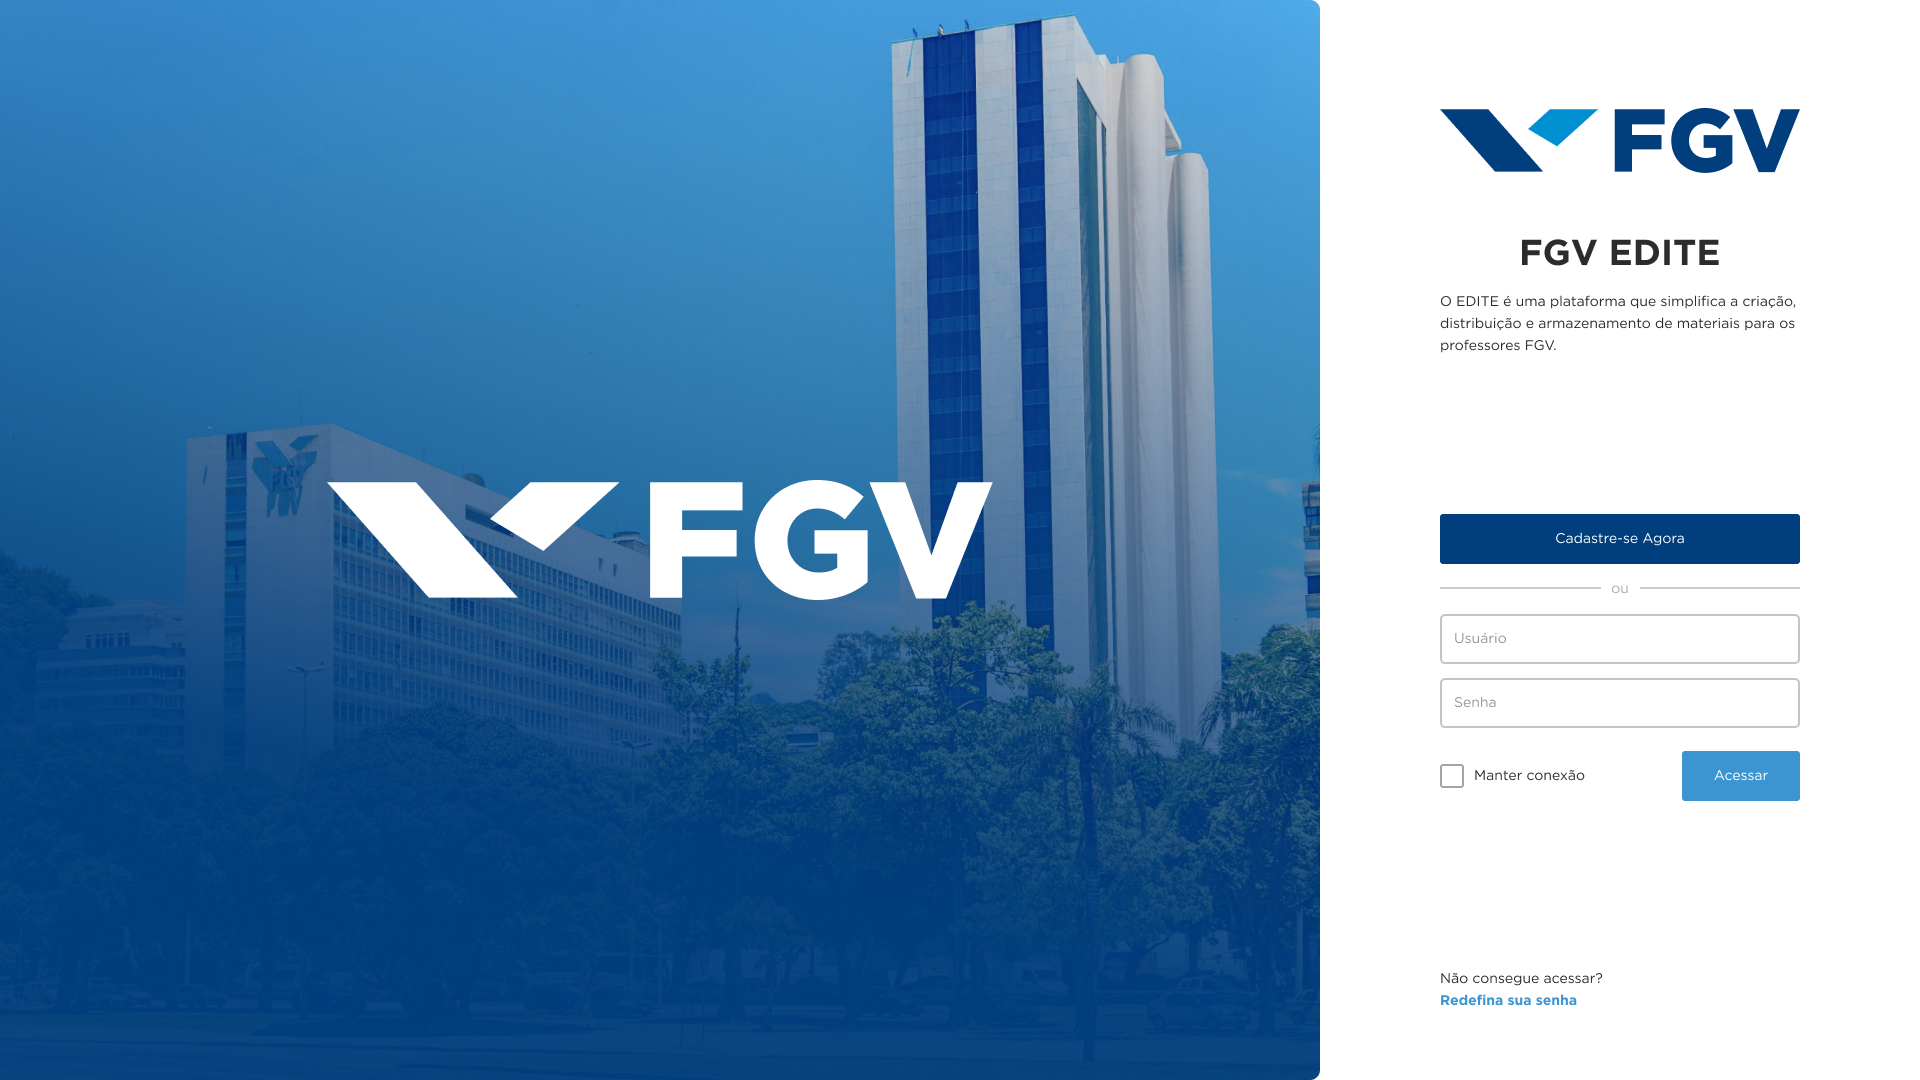 FGV
FGV
FGV EDITE
O EDITE é uma plataforma que simplifica a criação,
distribuição e armazenamento de materiais para os
professores FGV.
Cadastre-se Agora
ou
Usuário
Senha
Manter conexão
Acessar
Não consegue acessar?
Redefina sua senha